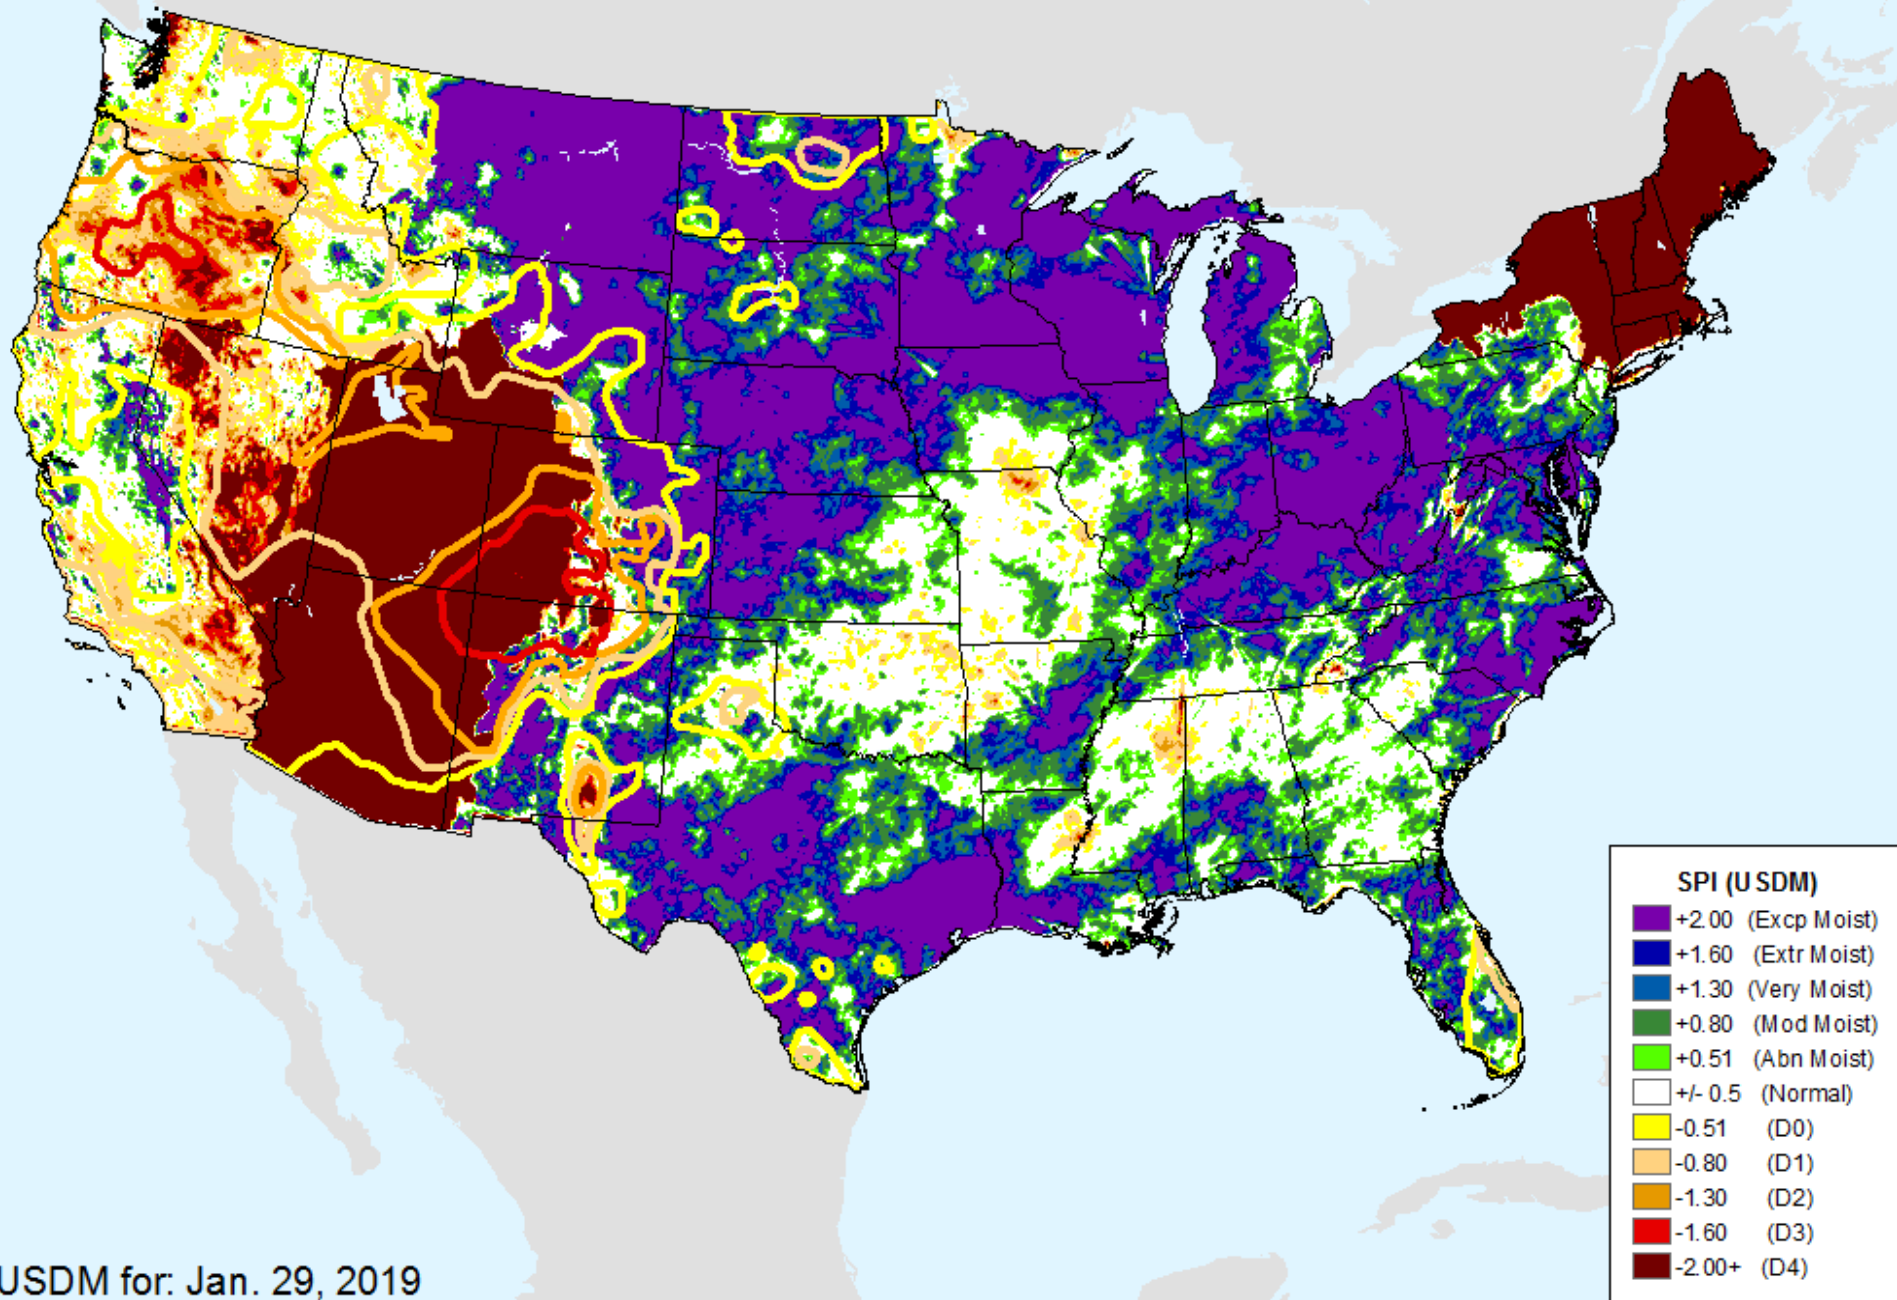 SPI (USDM)
+2.00 (Excp Moist)
+1.60 (Extr Moist)
+1.30 (Very Moist)
+0.80 (Mod Moist)
+0.51 (Abn Moist)
+/- 0.5 (Normal)
-0.51 (D0)
-0.80 (D1)
-1.30 (D2)
-1.60 (D3)
-2.00+ (D4)
USDM for: Jan. 29, 2019